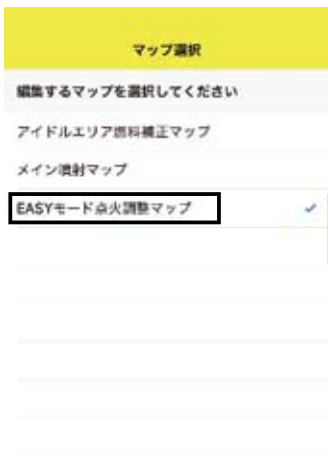 マップ選択
編集するマップを選択してください
アイドルエリア燃料補正マップ
メイン噴射マップ
EASYモード点火調整マップ